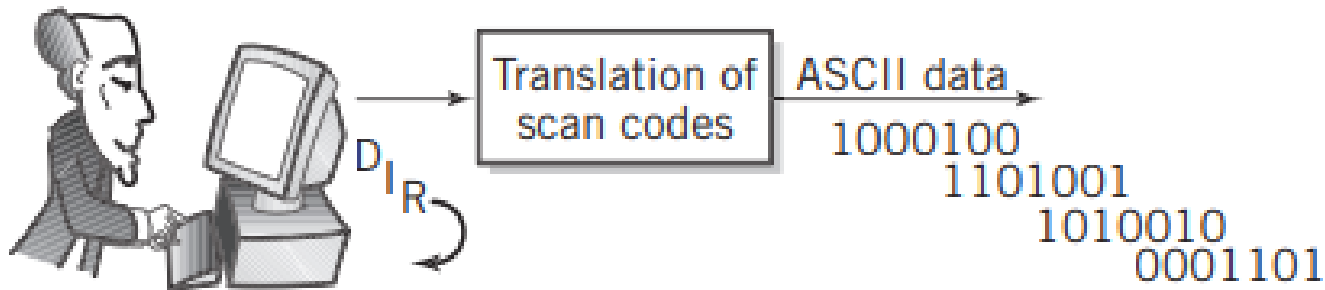 Translation of
scan codes
ASCII data
D
I
R
1000100
1101001
1010010
0001101